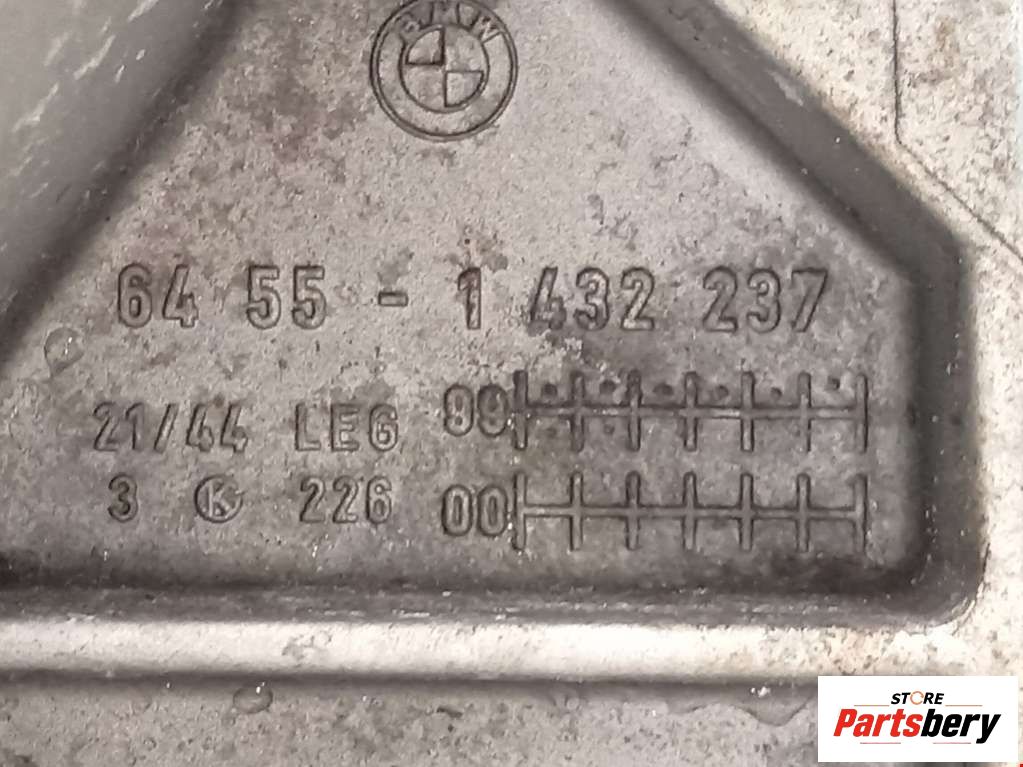 BMW
64 55 - 1 432 237
21/44 LEG 99
3 K 226 00
STORE
Partsbery